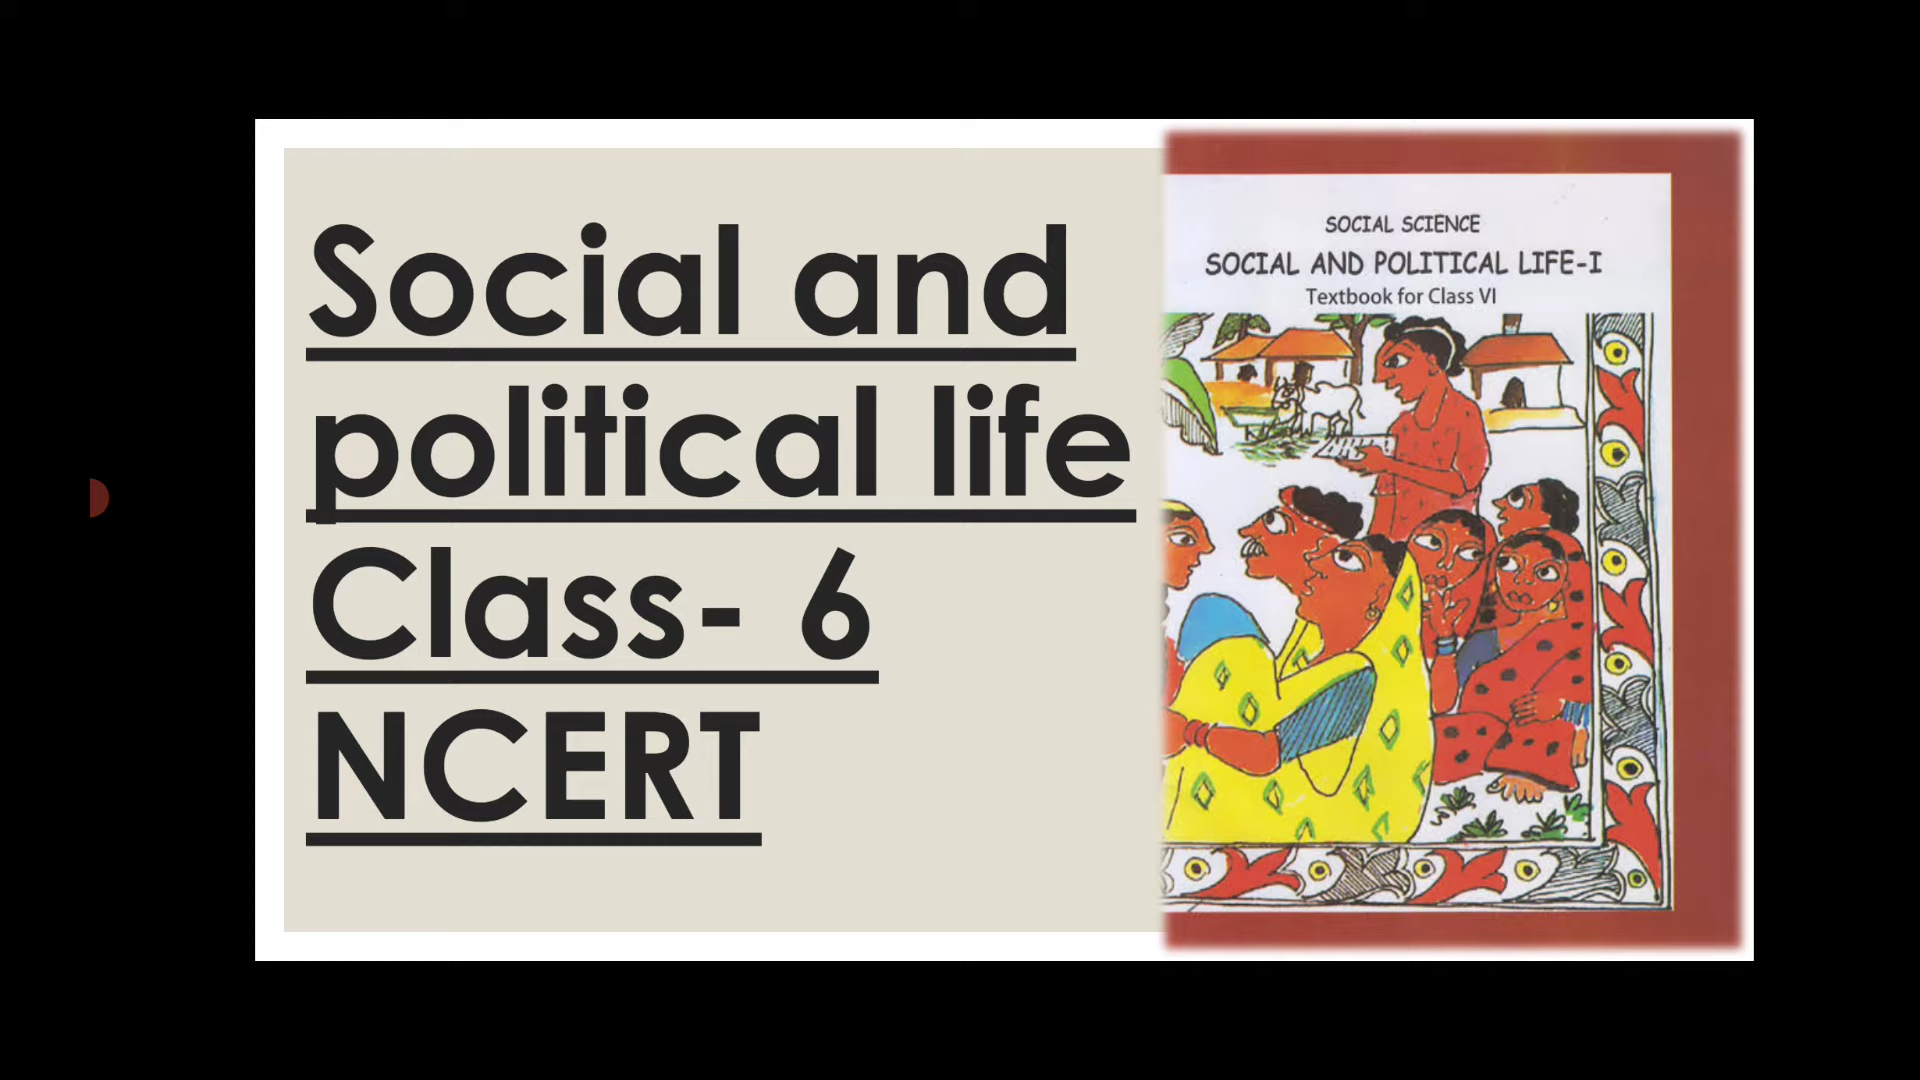 Social and
political life
Class- 6
NCERT
SOCIAL SCIENCE
SOCIAL AND POLITICAL LIFE-I
Textbook for Class VI